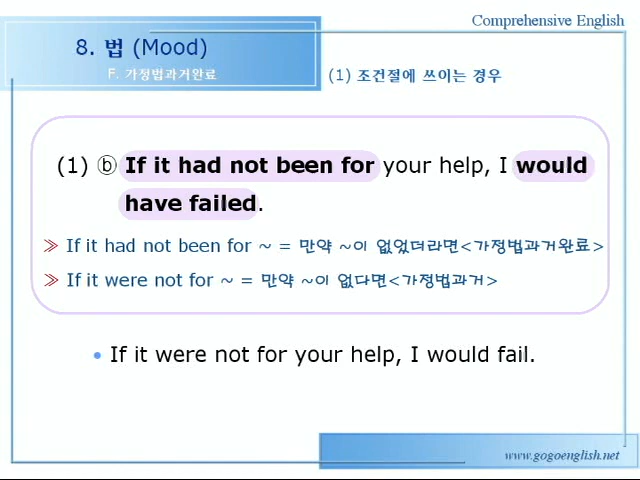 Comprehensive English
8. 법 (Mood)
F. 가정법과거완료
(1) 조건절에 쓰이는 경우
(1) ⓑ If it had not been for your help, I would
have failed.
≫ If it had not been for ~ = 만약 ~이 없었더라면<가정법과거완료>
≫ If it were not for ~ = 만약 ~이 없다면<가정법과거>
• If it were not for your help, I would fail.
www.gogoenglish.net